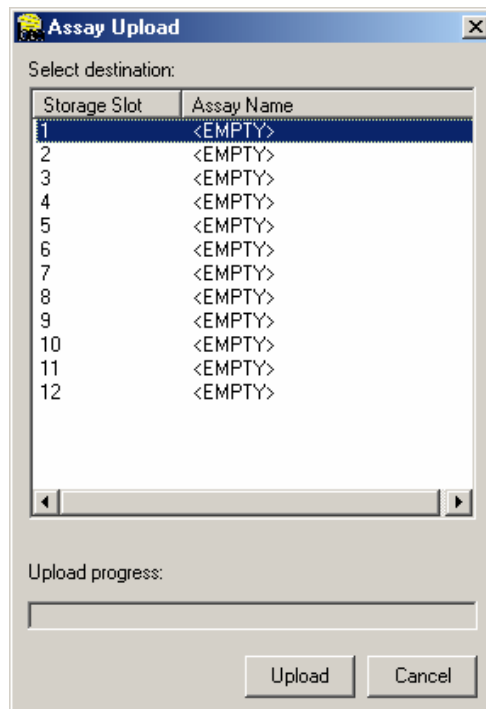 Assay Upload
Select destination:
Storage Slot Assay Name
1 <EMPTY>
2 <EMPTY>
3 <EMPTY>
4 <EMPTY>
5 <EMPTY>
6 <EMPTY>
7 <EMPTY>
8 <EMPTY>
9 <EMPTY>
10 <EMPTY>
11 <EMPTY>
12 <EMPTY>
Upload progress:
Upload Cancel